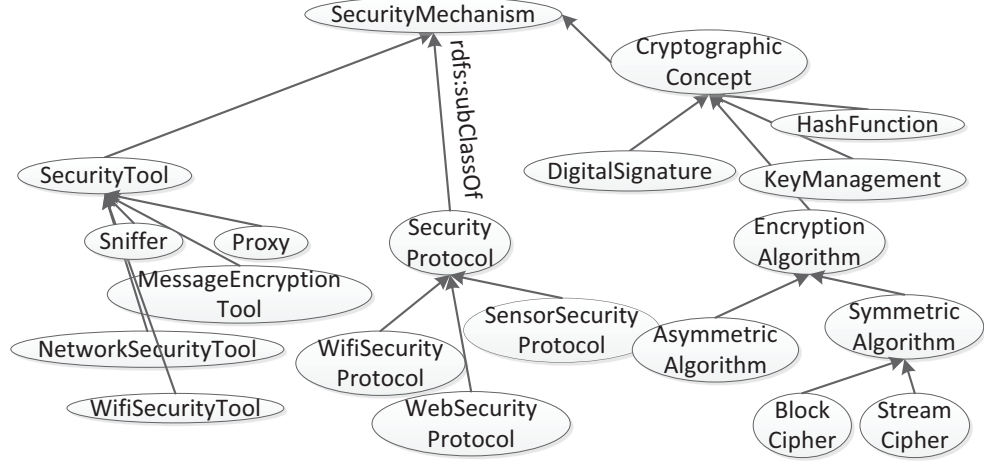 SecurityMechanism
rdfs:subClassOf
Cryptographic
Concept
HashFunction
DigitalSignature
KeyManagement
SecurityTool
Sniffer
Proxy
MessageEncryption
Tool
NetworkSecurityTool
WifiSecurityTool
Security
Protocol
WifiSecurity
Protocol
SensorSecurity
Protocol
WebSecurity
Protocol
Encryption
Algorithm
Asymmetric
Algorithm
Symmetric
Algorithm
Block
Cipher
Stream
Cipher